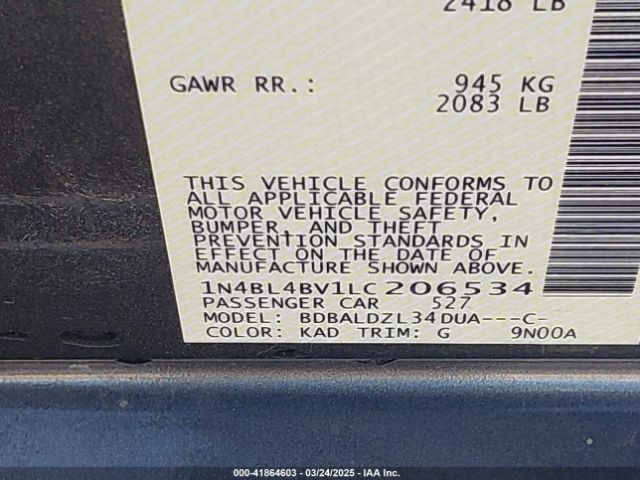 2418 LB
GAWR RR.: 945 KG
2083 LB
THIS VEHICLE CONFORMS TO
ALL APPLICABLE FEDERAL
MOTOR VEHICLE SAFETY,
BUMPER, AND THEFT
PREVENTION STANDARDS IN
EFFECT ON THE DATE OF
MANUFACTURE SHOWN ABOVE.
1N4BL4BV1LC206534
PASSENGER CAR 527
MODEL: BDBALDZL34DUA---C-
COLOR: KAD TRIM: G 9N00A
000-41864603 / 03/24/2025 / IAA Inc.